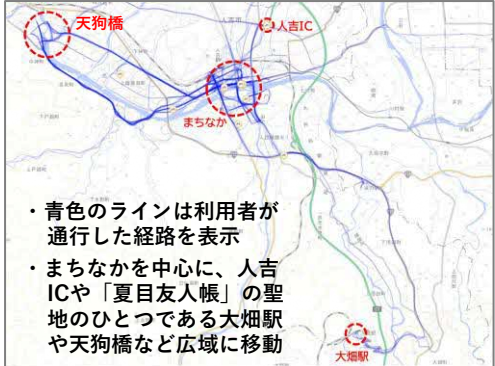 天狗橋
人吉IC
人吉市
まちなか
・青色のラインは利用者が
通行した経路を表示
・まちなかを中心に、人吉
ICや「夏目友人帳」の聖
地のひとつである大畑駅
や天狗橋など広域に移動
大畑駅